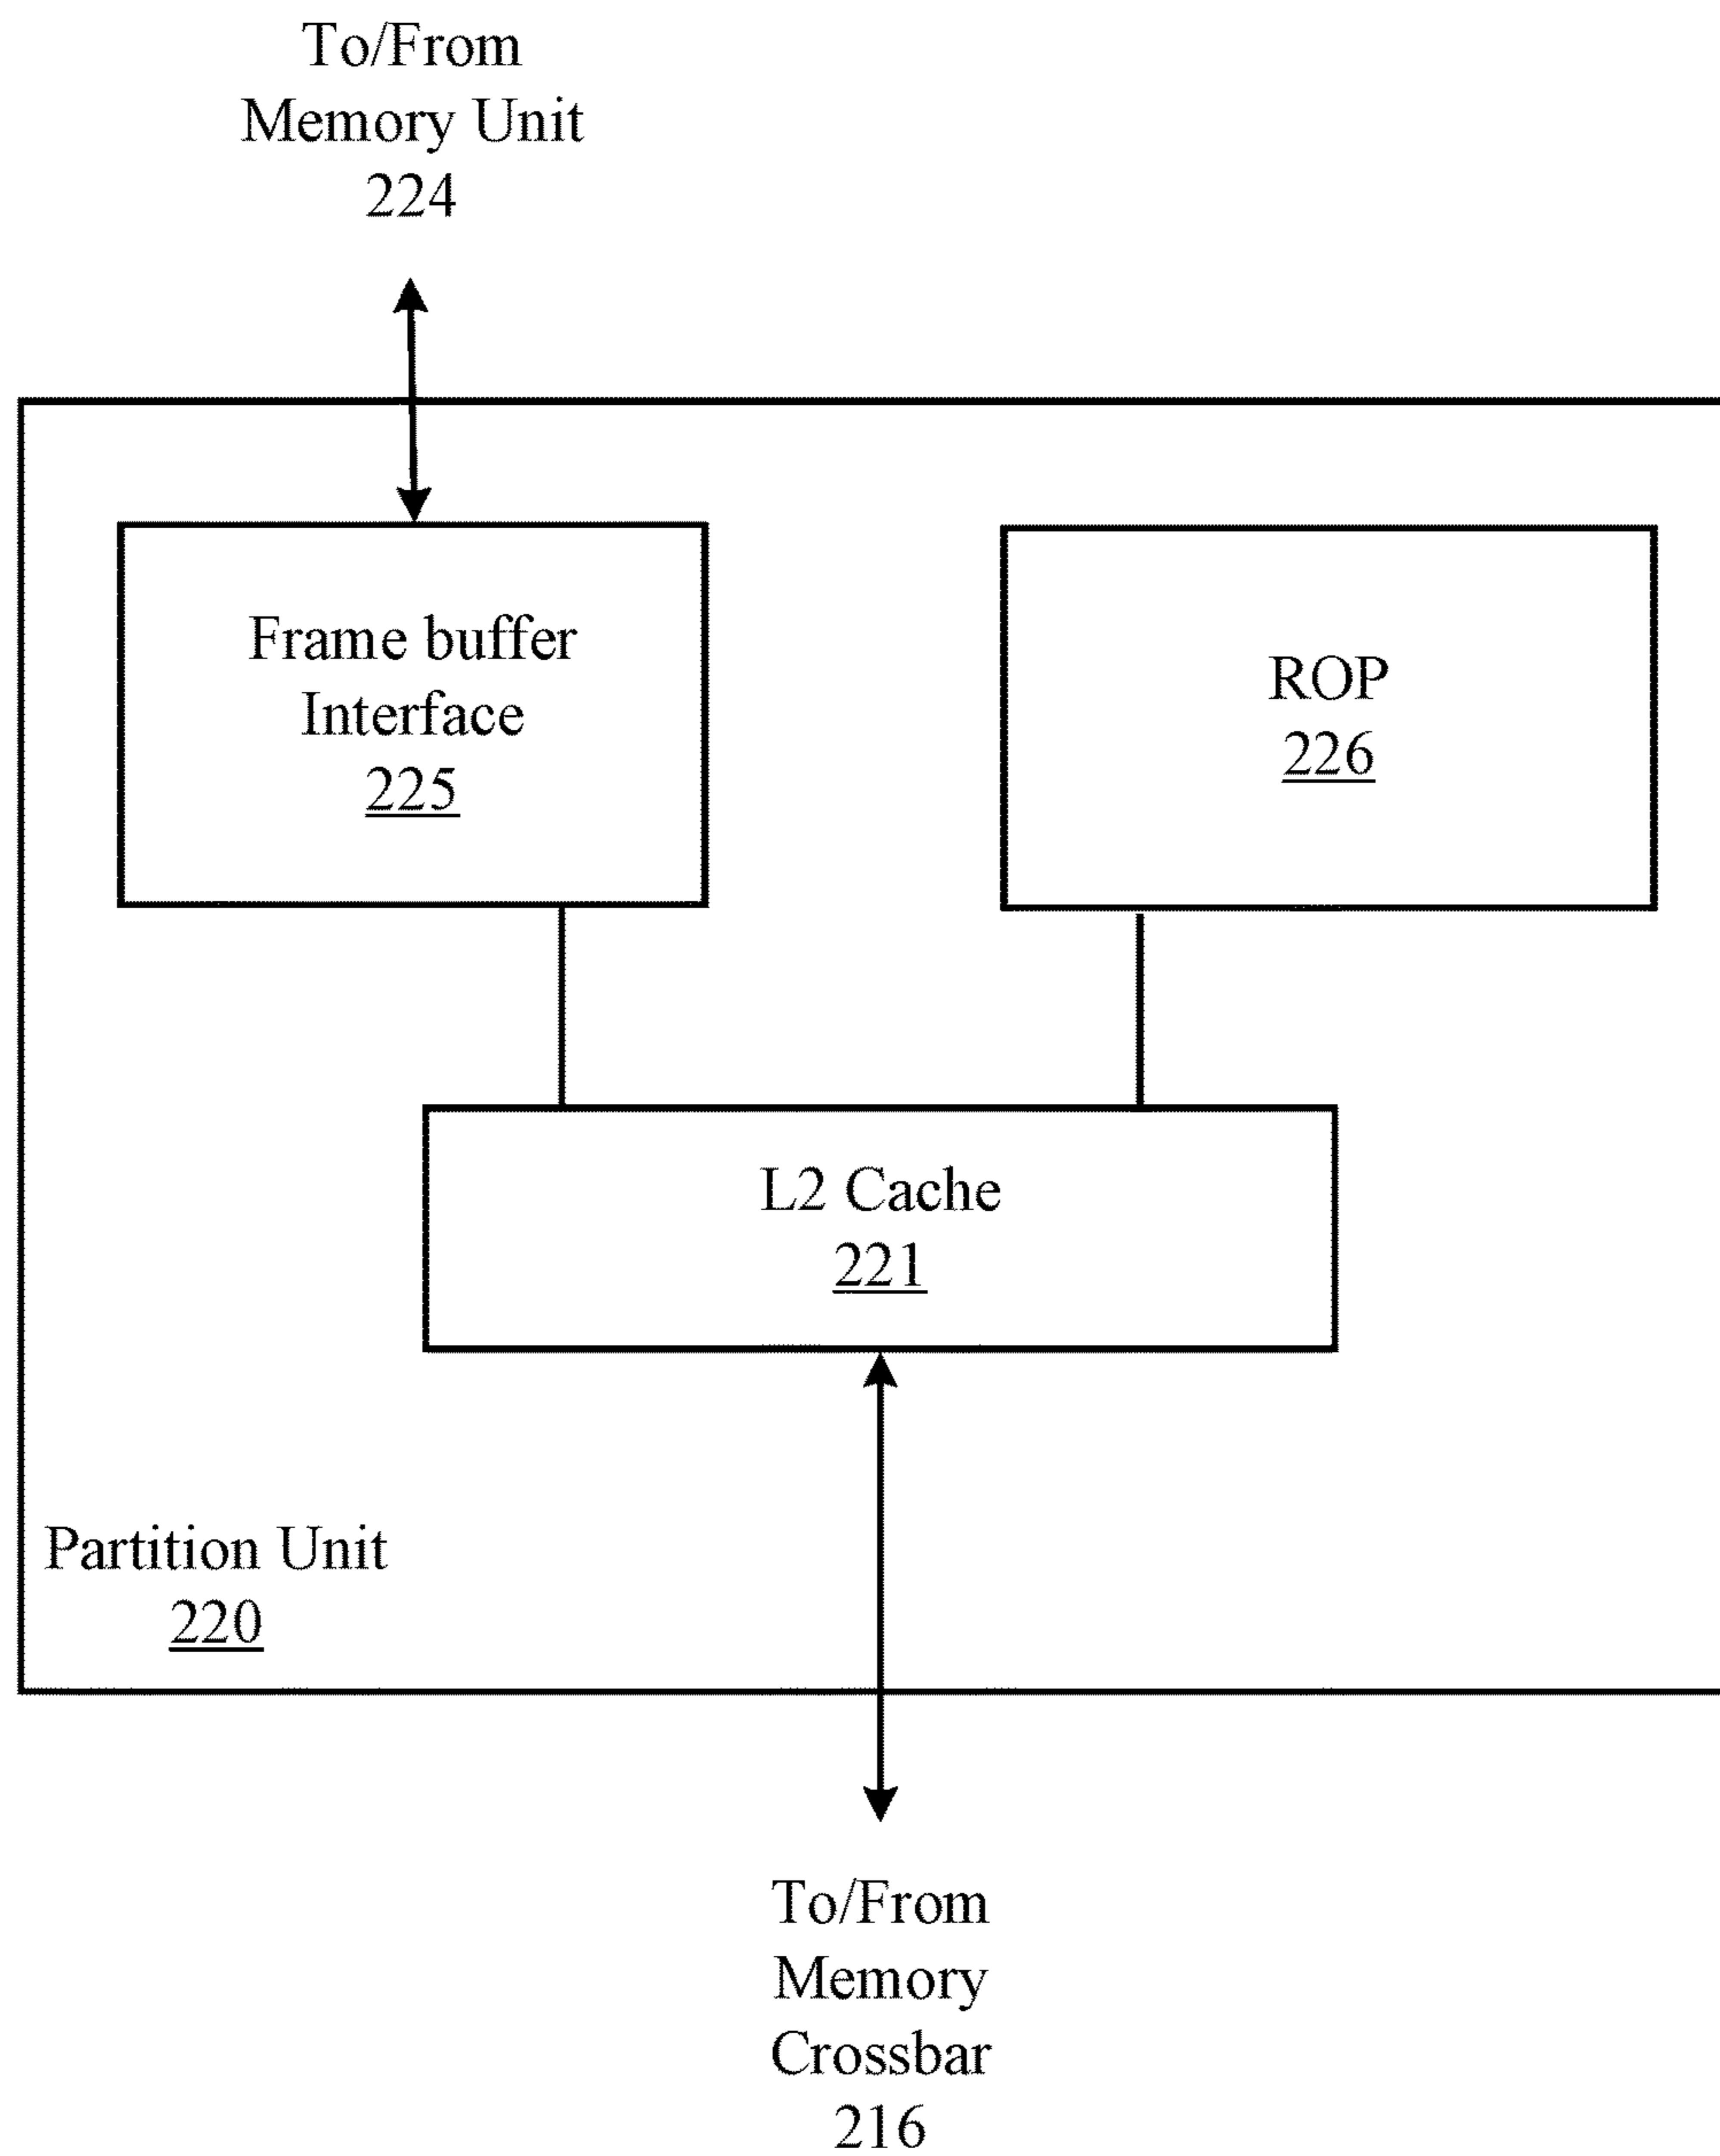 To/From
Memory Unit
224
Frame buffer
Interface
225
ROP
226
L2 Cache
221
Partition Unit
220
To/From
Memory
Crossbar
216